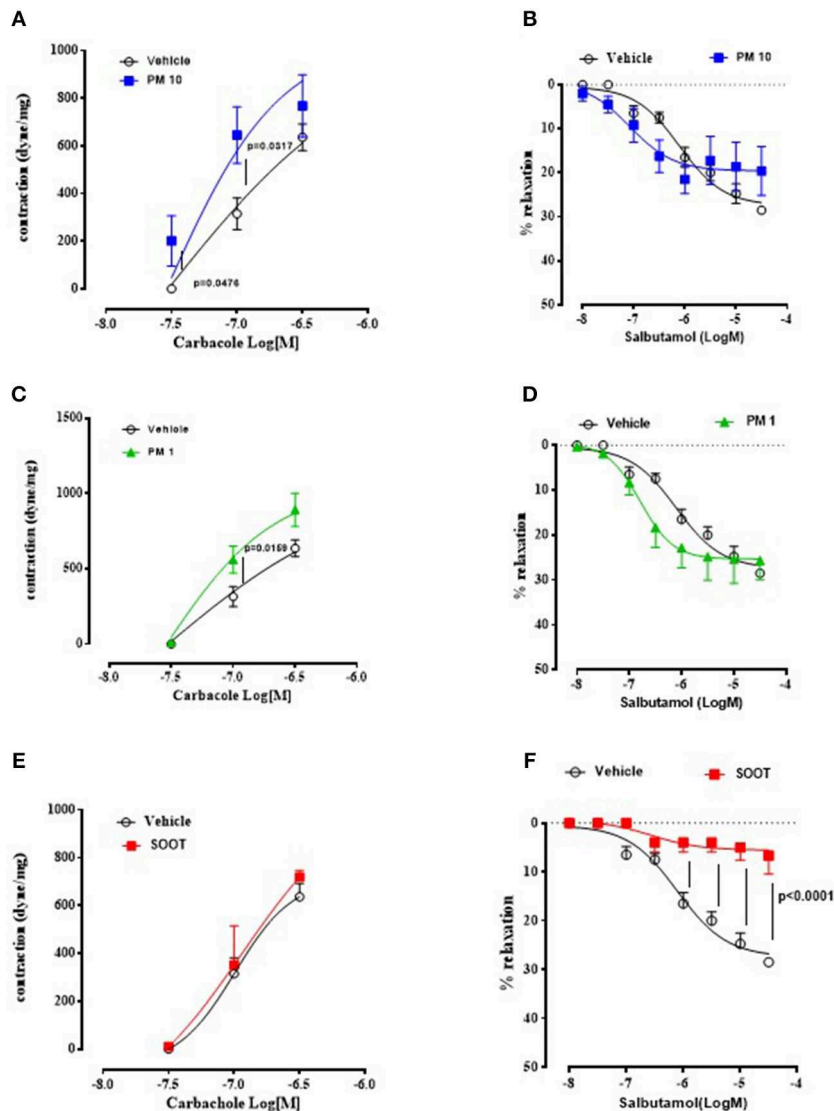 A
Vehicle
PM 10
1000
800
600
400
200
0
contraction (dyne/mg)
p=0.0317
p=0.0476
-8.0 -7.5 -7.0 -6.5 -6.0
Carbacole Log[M]
B
Vehicle PM 10
0
10
20
30
40
50
% relaxation
-8 -7 -6 -5 -4
Salbutamol (LogM)
C
Vehicle
PM 1
1500
1000
500
0
contraction (dyne/mg)
p=0.0159
-8.0 -7.5 -7.0 -6.5 -6.0
Carbacole Log[M]
D
Vehicle PM 1
0
10
20
30
40
50
% relaxation
-8 -7 -6 -5 -4
Salbutamol (LogM)
E
Vehicle
SOOT
1000
800
600
400
200
0
contraction (dyne/mg)
-8.0 -7.5 -7.0 -6.5 -6.0
Carbachole Log[M]
F
Vehicle SOOT
0
10
20
30
40
50
% relaxation
p<0.0001
-8 -7 -6 -5 -4
Salbutamol (LogM)